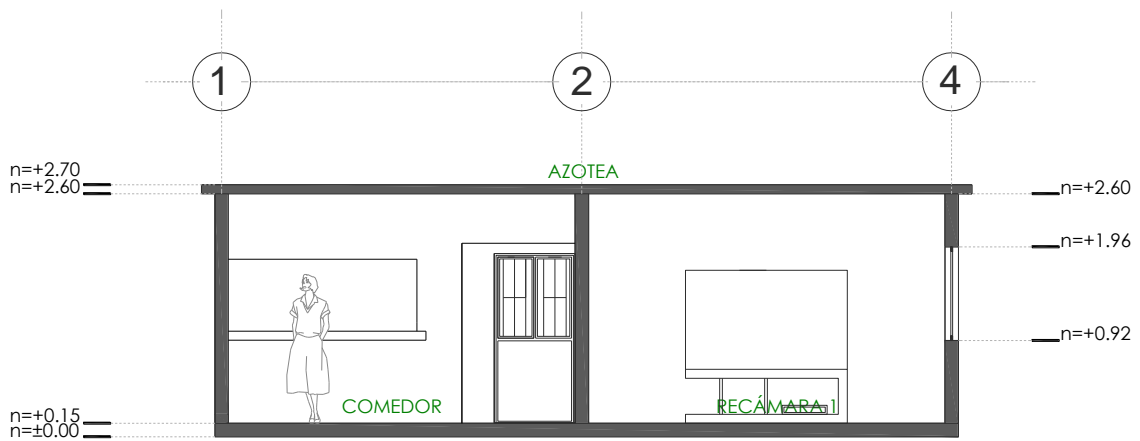 1
2
4
AZOTEA
n=+2.70
n=+2.60
n=+2.60
n=+1.96
n=+0.92
COMEDOR
RECÁMARA 1
n=+0.15
n=±0.00